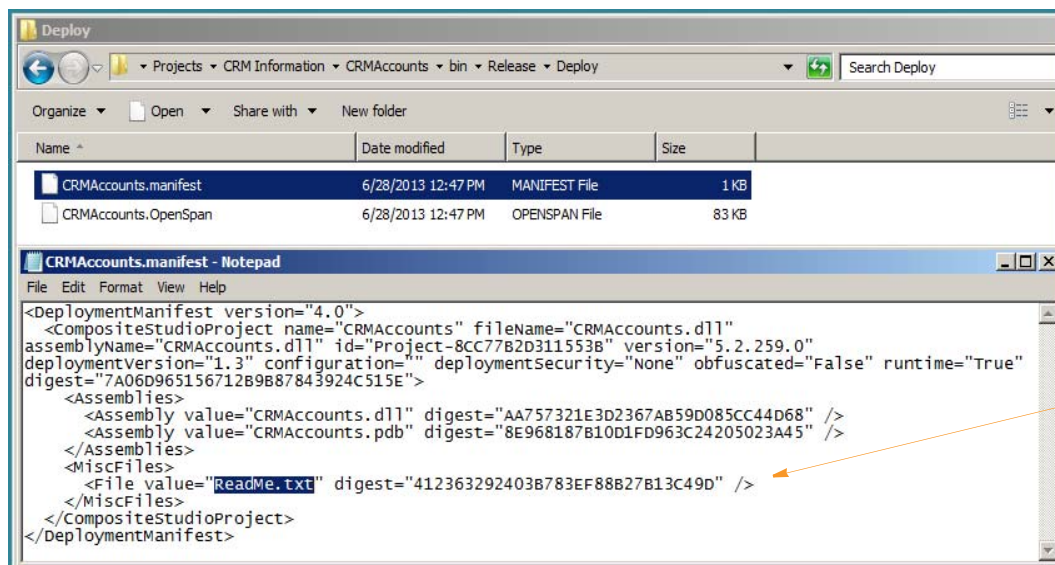 Deploy
Projects CRM Information CRMAccounts bin Release Deploy
Search Deploy
Organize Open Share with New folder
Name Date modified Type Size
CRMAccounts.manifest 6/28/2013 12:47 PM MANIFEST File 1 KB
CRMAccounts.OpenSpan 6/28/2013 12:47 PM OPENSPAN File 83 KB
CRMAccounts.manifest - Notepad
File Edit Format View Help
<DeploymentManifest version="4.0">
<CompositeStudioProject name="CRMAccounts" fileName="CRMAccounts.dll"
assemblyName="CRMAccounts.dll" id="Project-8CC77B2D311553B" version="5.2.259.0"
deploymentVersion="1.3" configuration="" deploymentSecurity="None" obfuscated="False" runtime="True"
digest="7A06D965156712B9B87843924C515E">
<Assemblies>
<Assembly value="CRMAccounts.dll" digest="AA757321E3D2367AB59D085CC44D68" />
<Assembly value="CRMAccounts.pdb" digest="8E968187B10D1FD963C24205023A45" />
</Assemblies>
<MiscFiles>
<File value="ReadMe.txt" digest="412363292403B783EF88B27B13C49D" />
</MiscFiles>
</CompositeStudioProject>
</DeploymentManifest>